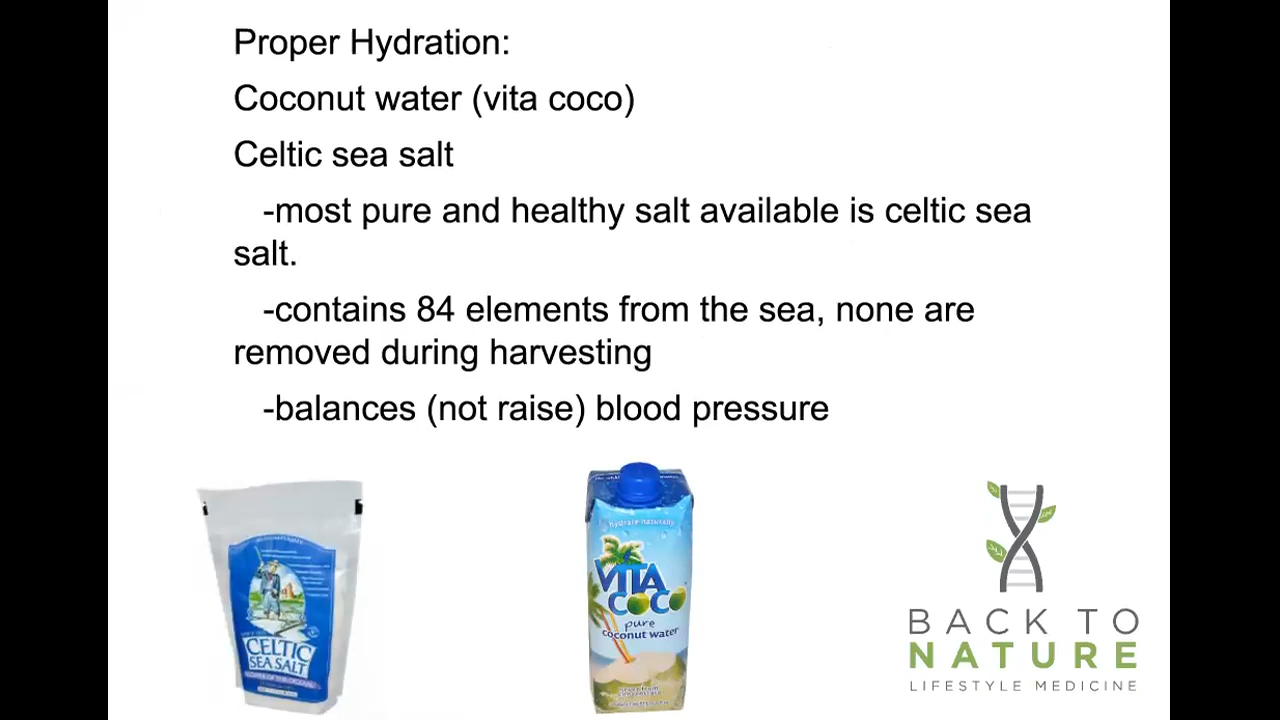 Proper Hydration:
Coconut water (vita coco)
Celtic sea salt
-most pure and healthy salt available is celtic sea
salt.
-contains 84 elements from the sea, none are
removed during harvesting
-balances (not raise) blood pressure
CELTIC
SEA SALT
hydrate naturally
VITA
COCO
pure
coconut water
BACK TO
NATURE
LIFESTYLE MEDICINE